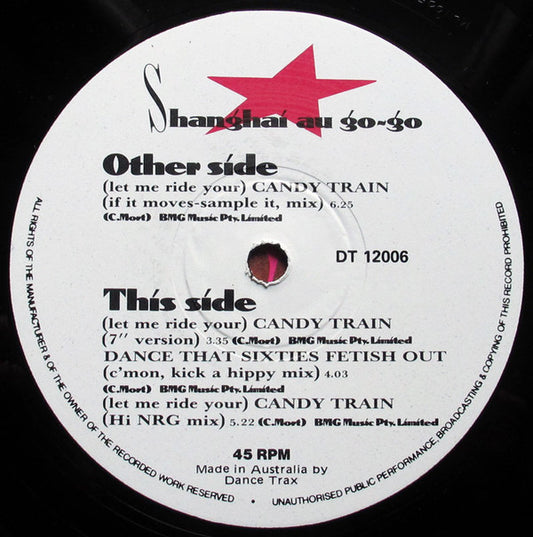 Shanghai au go-go
Other side
(let me ride your) CANDY TRAIN
(if it moves-sample it, mix) 6.25
(C.Mort) BMG Music Pty. Limited
DT 12006
This side
(let me ride your) CANDY TRAIN
(7" version) 3.35 (C.Mort) BMG Music Pty. Limited
DANCE THAT SIXTIES FETISH OUT
(c'mon, kick a hippy mix) 4.03
(C.Mort) BMG Music Pty. Limited
(let me ride your) CANDY TRAIN
(Hi NRG mix) 5.22 (C.Mort) BMG Music Pty. Limited
45 RPM
Made in Australia by
Dance Trax
ALL RIGHTS OF THE MANUFACTURER & OF THE OWNER OF THE RECORDED WORK RESERVED • UNAUTHORISED PUBLIC PERFORMANCE, BROADCASTING & COPYING OF THIS RECORD PROHIBITED